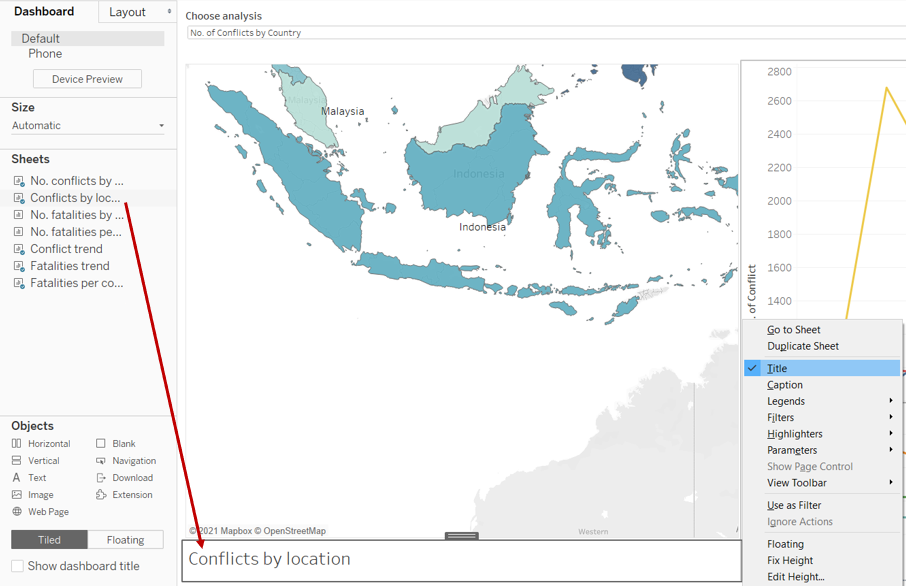 Dashboard
Layout
Default
Phone
Device Preview
Size
Automatic
Sheets
No. conflicts by ...
Conflicts by loc...
No. fatalities by ...
No. fatalities pe...
Conflict trend
Fatalities trend
Fatalities per co...
Objects
Horizontal
Blank
Vertical
Navigation
Text
Download
Image
Extension
Web Page
Tiled
Floating
Show dashboard title
Choose analysis
No. of Conflicts by Country
Malaysia
Malaysia
Indonesia
Indonesia
© 2021 Mapbox © OpenStreetMap
Western
Conflicts by location
2800
2600
2400
2200
2000
1800
1600
1400
. of Conflict
Go to Sheet
Duplicate Sheet
Title
Caption
Legends
Filters
Highlighters
Paramters
Show Page Control
View Toolbar
Use as Filter
Ignore Actions
Floating
Fix Height
Edit Height...